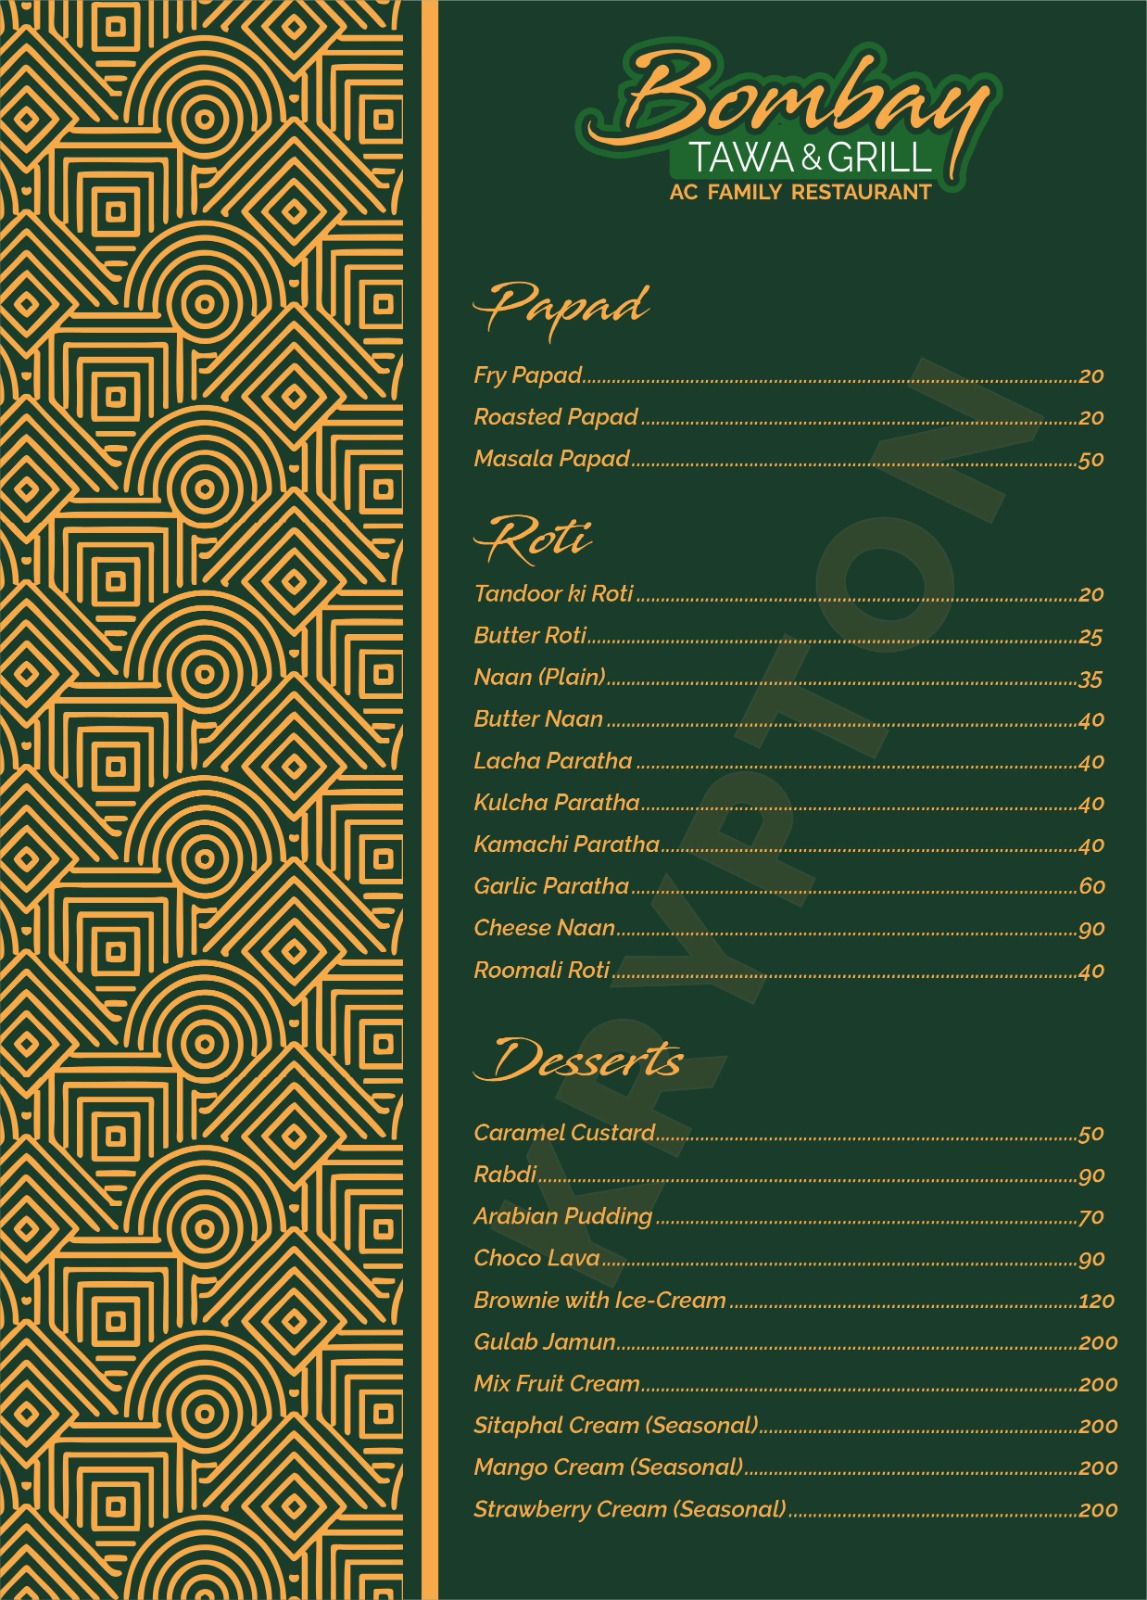 Bombay
TAWA & GRILL
AC FAMILY RESTAURANT
Papad
Fry Papad 20
Roasted Papad 20
Masala Papad 50
Roti
Tandoor ki Roti 20
Butter Roti 25
Naan (Plain) 35
Butter Naan 40
Lacha Paratha 40
Kulcha Paratha 40
Kamachi Paratha 40
Garlic Paratha 60
Cheese Naan 90
Roomali Roti 40
Desserts
Caramel Custard 50
Rabdi 90
Arabian Pudding 70
Choco Lava 90
Brownie with Ice-Cream 120
Gulab Jamun 200
Mix Fruit Cream 200
Sitaphal Cream (Seasonal) 200
Mango Cream (Seasonal) 200
Strawberry Cream (Seasonal) 200
KRYPTON